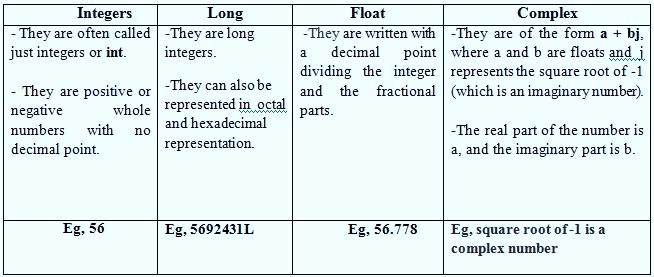 Integers
- They are often called
just integers or int.
- They are positive or
negative whole
numbers with no
decimal point.
Long
-They are long
integers.
-They can also be
represented in octal
and hexadecimal
representation.
Float
-They are written with
a decimal point
dividing the integer
and the fractional
parts.
Complex
-They are of the form a + bj,
where a and b are floats and j
represents the square root of -1
(which is an imaginary number).
-The real part of the number is
a, and the imaginary part is b.
Eg, 56
Eg, 5692431L
Eg, 56.778
Eg, square root of -1 is a
complex number